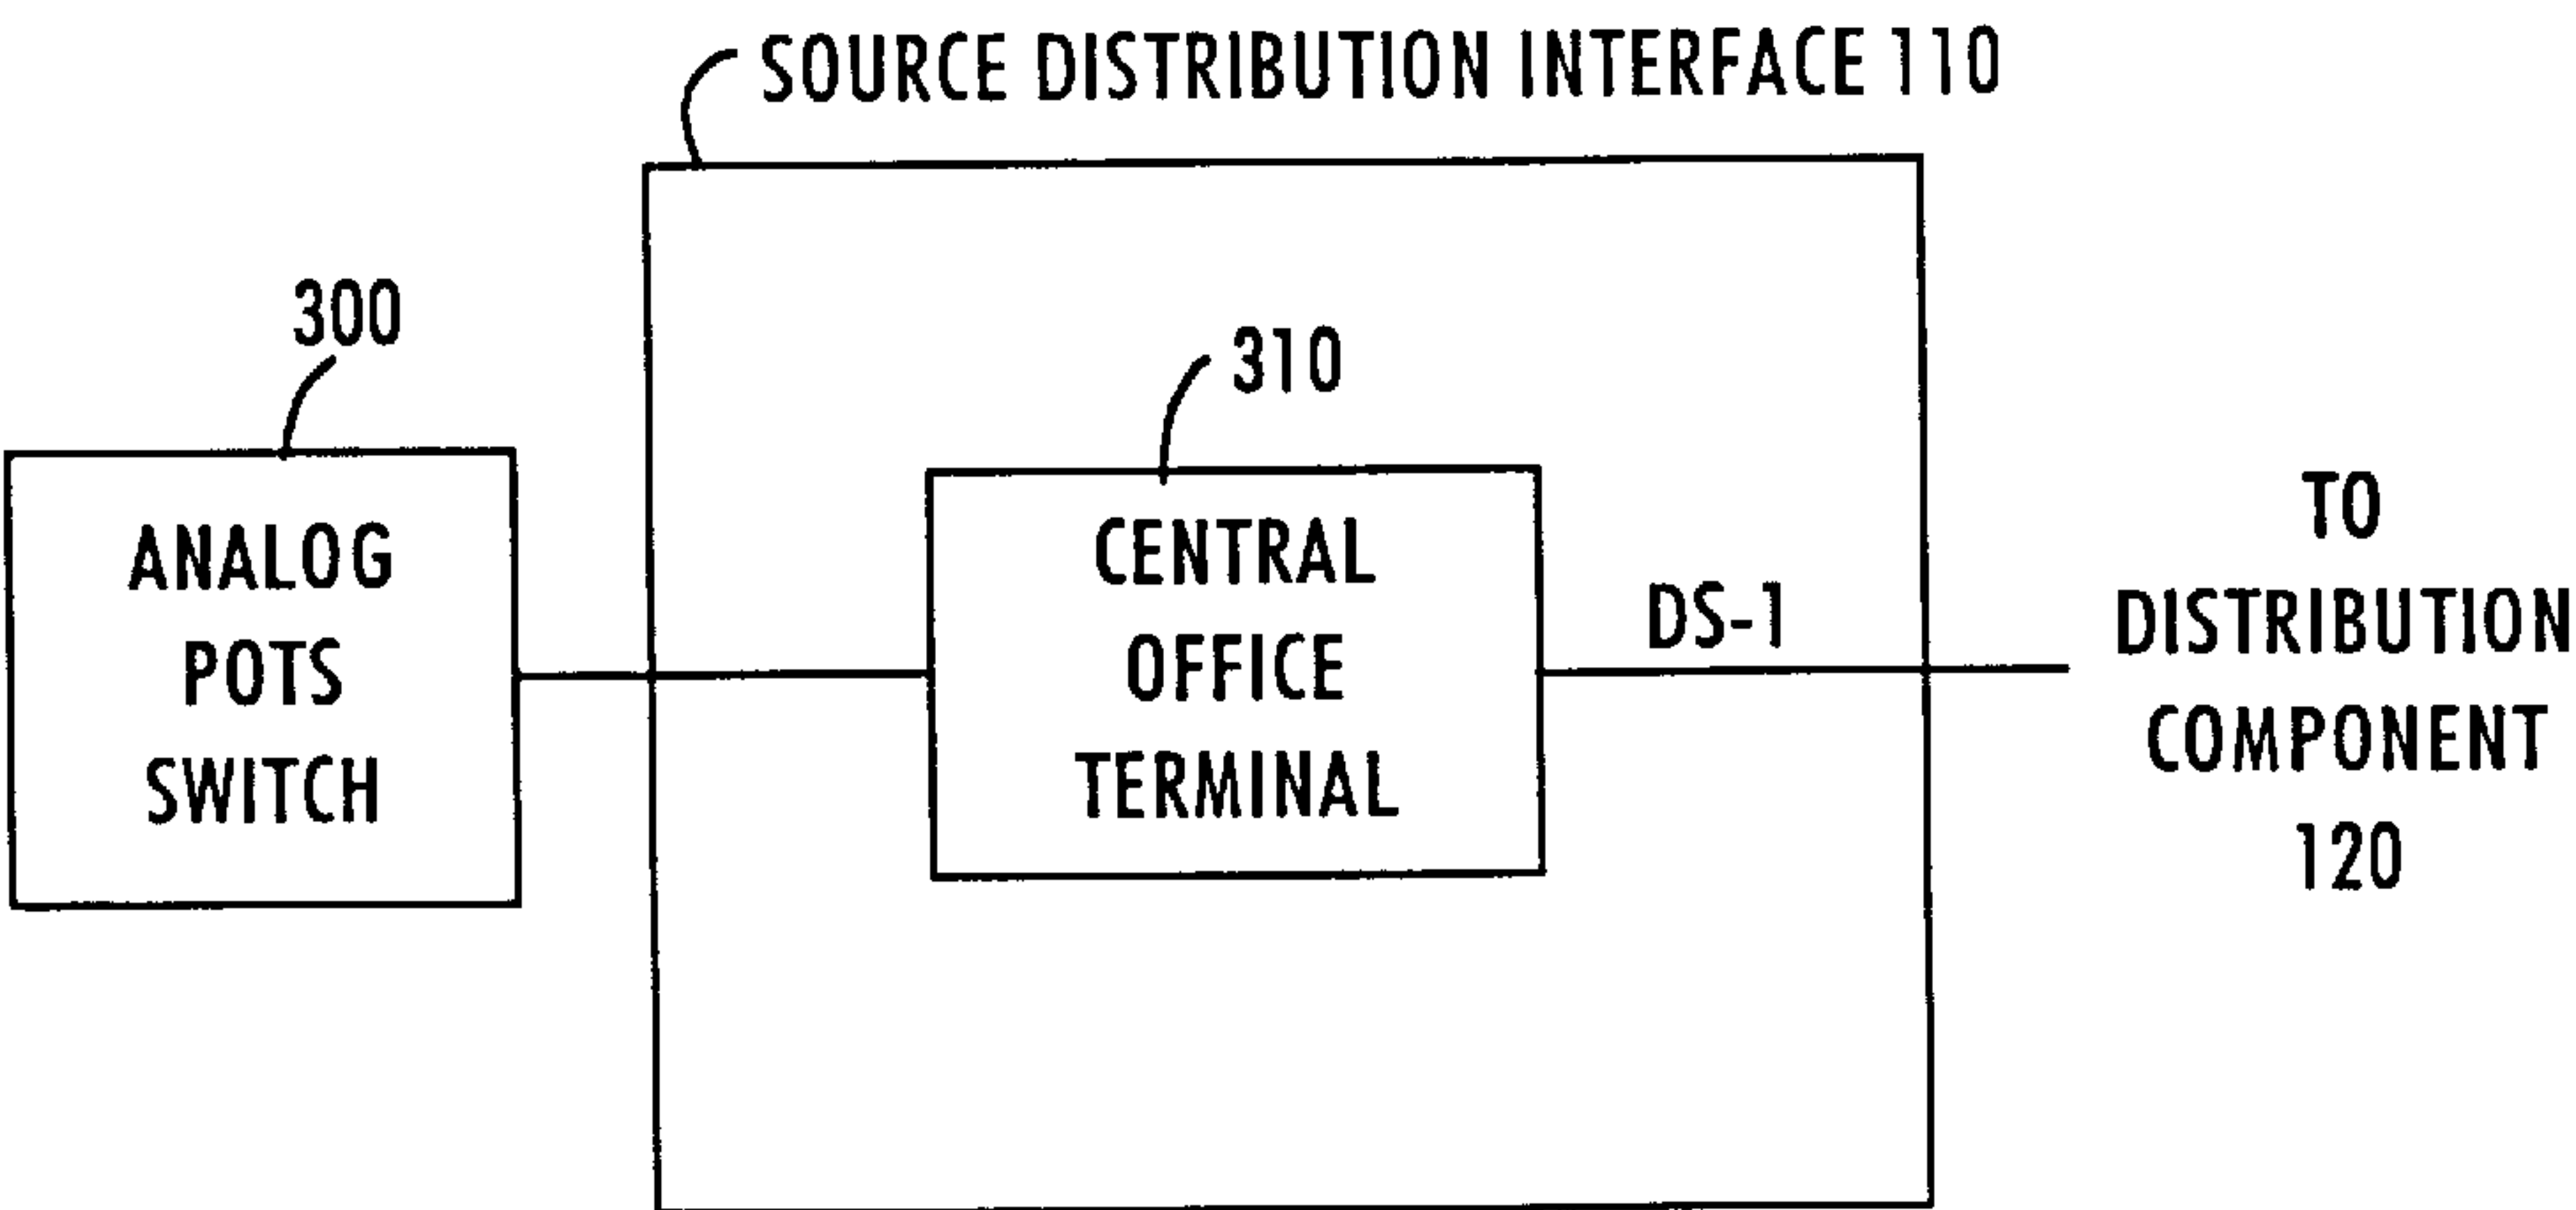 SOURCE DISTRIBUTION INTERFACE 110
300
310
ANALOG
POTS
SWITCH
CENTRAL
OFFICE
TERMINAL
DS-1
TO
DISTRIBUTION
COMPONENT
120